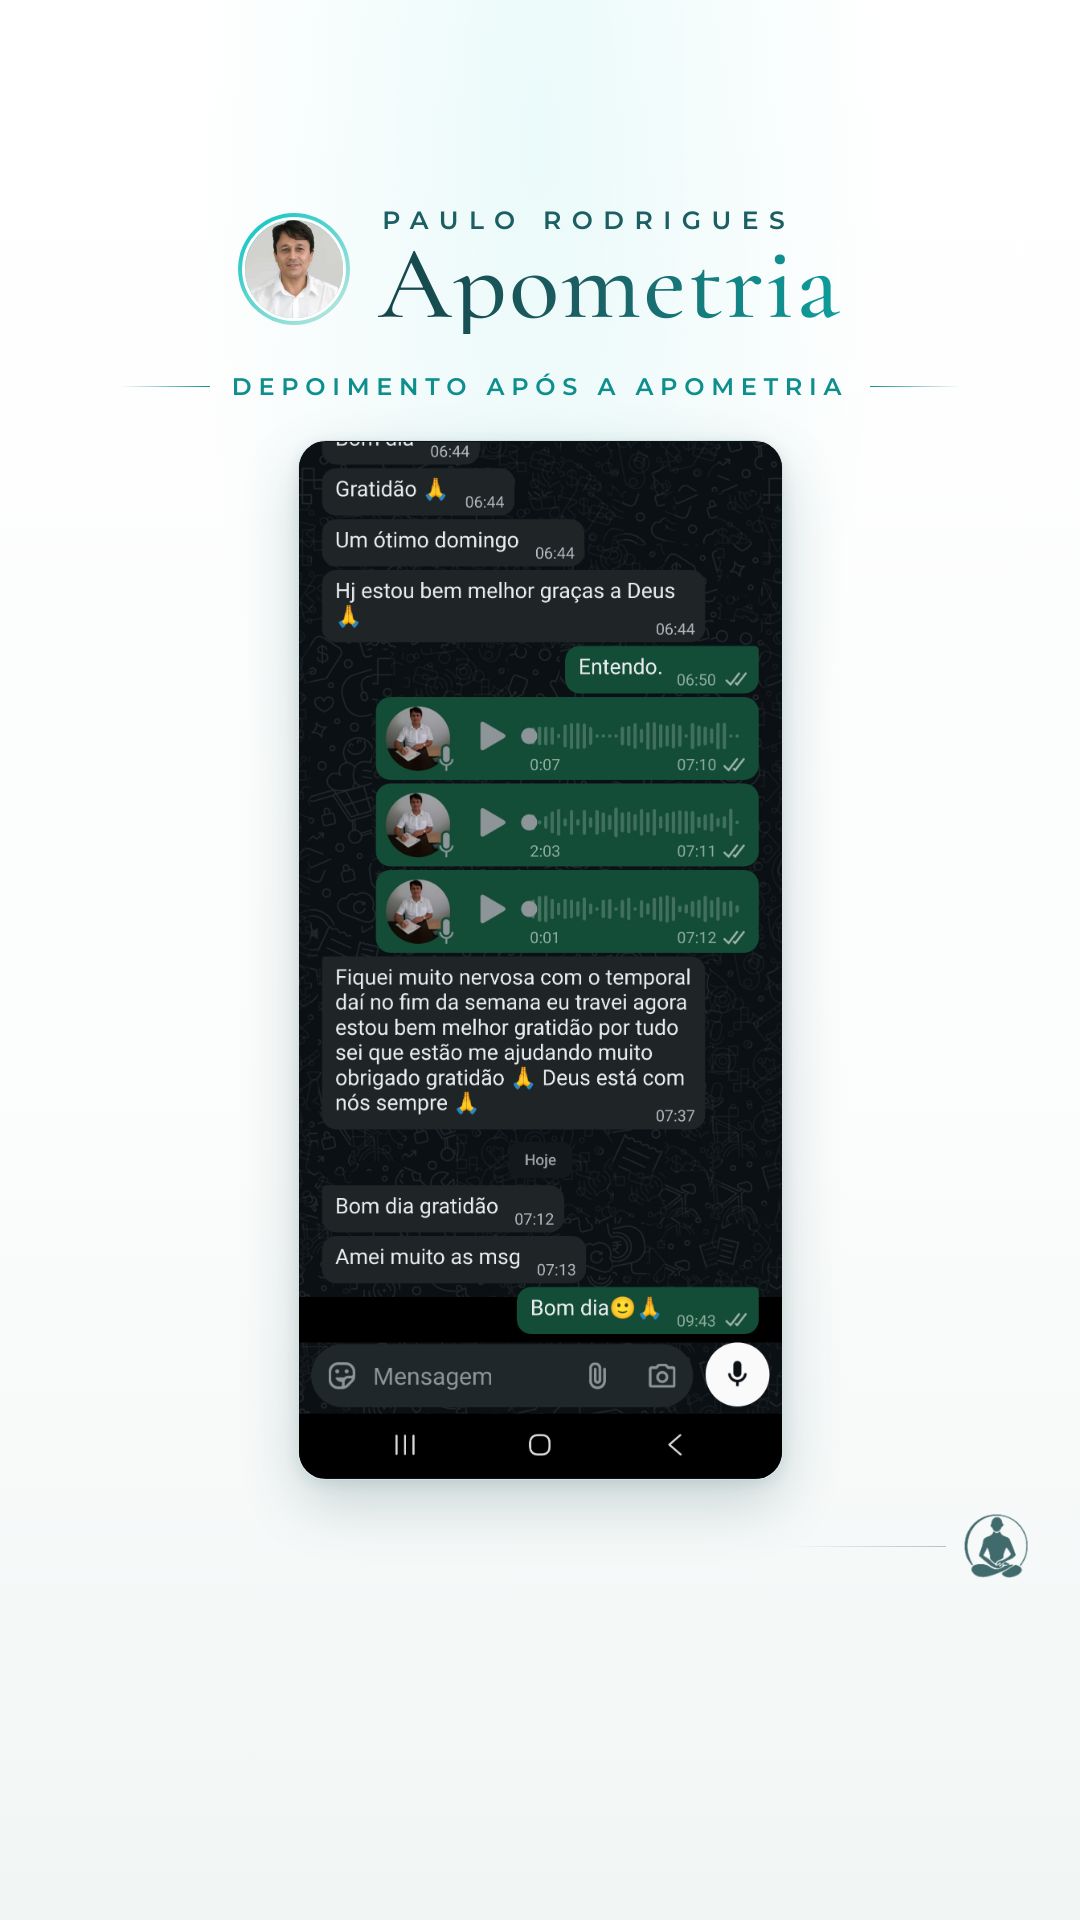 PAULO RODRIGUES
Apometria
DEPOIMENTO APÓS A APOMETRIA
Bom dia 06:44
Gratidão 🙏 06:44
Um ótimo domingo 06:44
Hj estou bem melhor graças a Deus
🙏 06:44
Entendo. 06:50
0:07 07:10
2:03 07:11
0:01 07:12
Fiquei muito nervosa com o temporal
daí no fim da semana eu travei agora
estou bem melhor gratidão por tudo
sei que estão me ajudando muito
obrigado gratidão 🙏 Deus está com
nós sempre 🙏 07:37
Hoje
Bom dia gratidão 07:12
Amei muito as msg 07:13
Bom dia🙂🙏 09:43
Mensagem